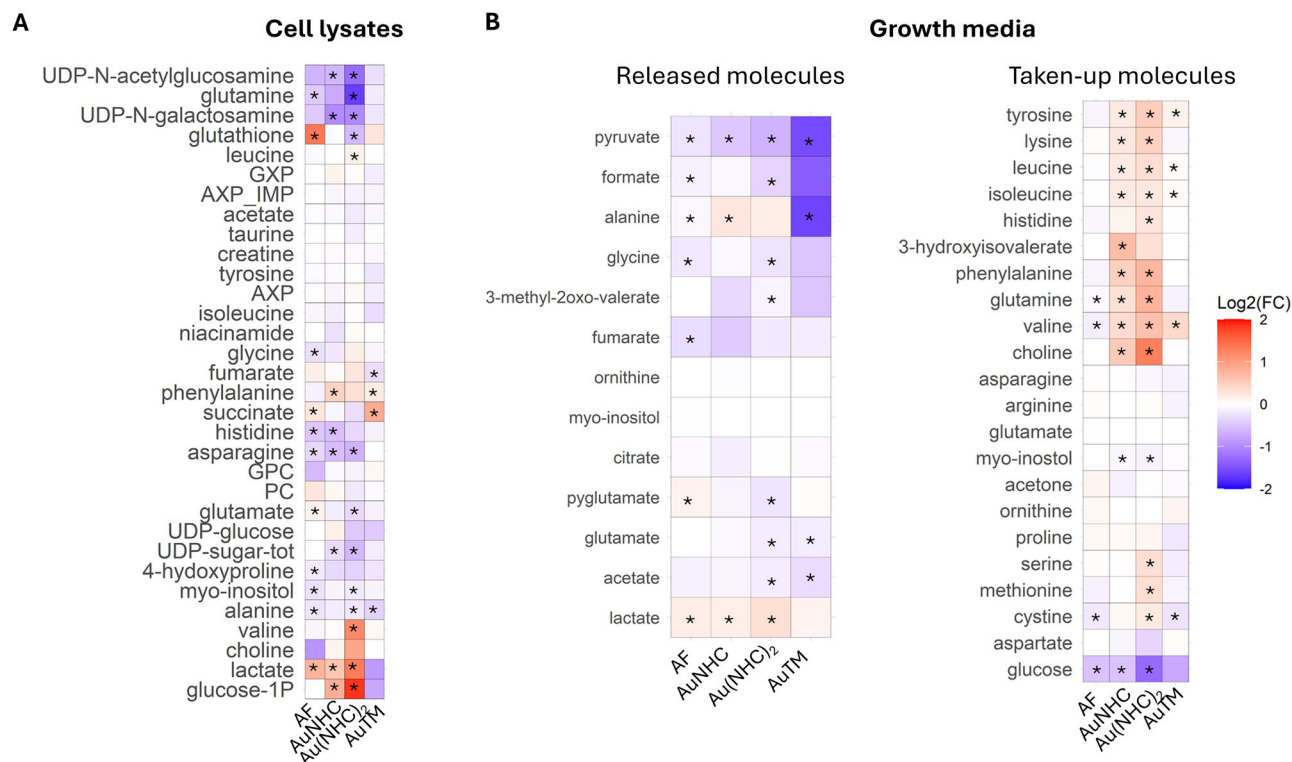 A
Cell lysates
UDP-N-acetylglucosamine
glutamine
UDP-N-galactosamine
glutathione
leucine
GXP
AXP_IMP
acetate
taurine
creatine
tyrosine
AXP
isoleucine
niacinamide
glycine
fumarate
phenylalanine
succinate
histidine
asparagine
GPC
PC
glutamate
UDP-glucose
UDP-sugar-tot
4-hydoxyproline
myo-inositol
alanine
valine
choline
lactate
glucose-1P
AF
AuNHC
Au(NHC)2
AuTM
B
Growth media
Released molecules
pyruvate
formate
alanine
glycine
3-methyl-2oxo-valerate
fumarate
ornithine
myo-inositol
citrate
pyglutamate
glutamate
acetate
lactate
AF
AuNHC
Au(NHC)2
AuTM
Taken-up molecules
tyrosine
lysine
leucine
isoleucine
histidine
3-hydroxyisovalerate
phenylalanine
glutamine
valine
choline
asparagine
arginine
glutamate
myo-inostol
acetone
ornithine
proline
serine
methionine
cystine
aspartate
glucose
AF
AuNHC
Au(NHC)2
AuTM
Log2(FC)
2
1
0
-1
-2